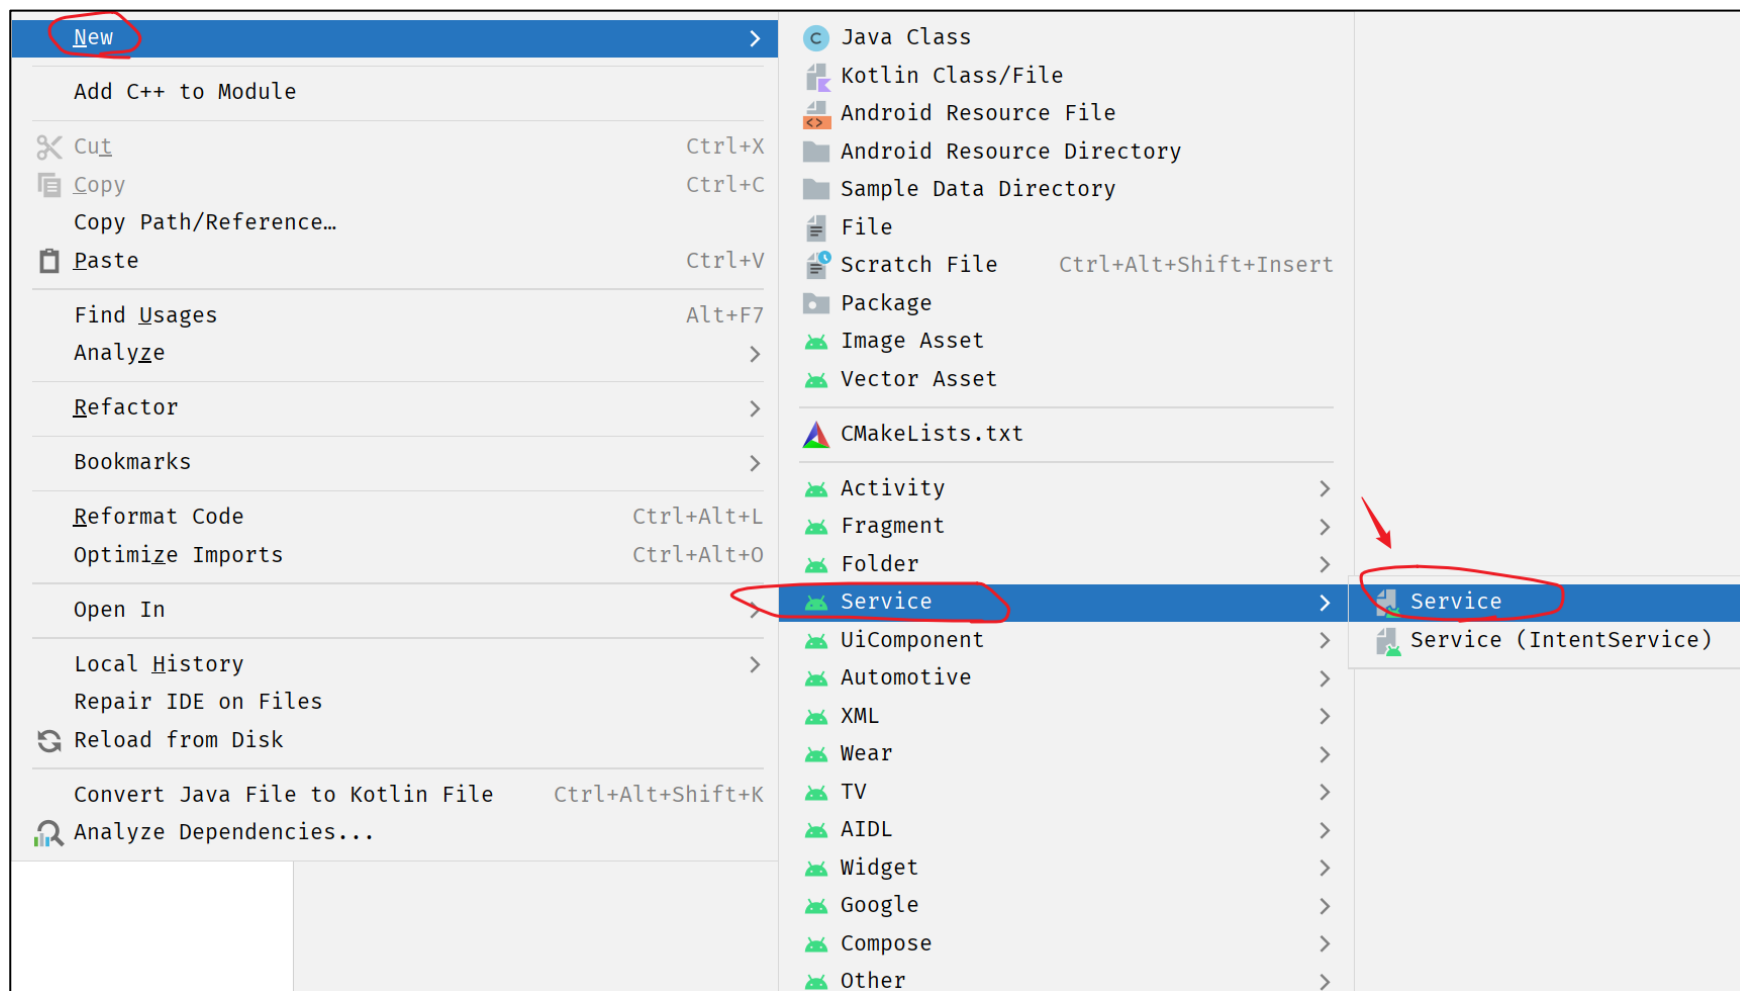 New
Add C++ to Module
Cut Ctrl+X
Copy Ctrl+C
Copy Path/Reference…
Paste Ctrl+V
Find Usages Alt+F7
Analyze
Refactor
Bookmarks
Reformat Code Ctrl+Alt+L
Optimize Imports Ctrl+Alt+O
Open In
Local History
Repair IDE on Files
Reload from Disk
Convert Java File to Kotlin File Ctrl+Alt+Shift+K
Analyze Dependencies...
Java Class
Kotlin Class/File
Android Resource File
Android Resource Directory
Sample Data Directory
File
Scratch File Ctrl+Alt+Shift+Insert
Package
Image Asset
Vector Asset
CMakeLists.txt
Activity
Fragment
Folder
Service
UiComponent
Automotive
XML
Wear
TV
AIDL
Widget
Google
Compose
Other
Service
Service (IntentService)